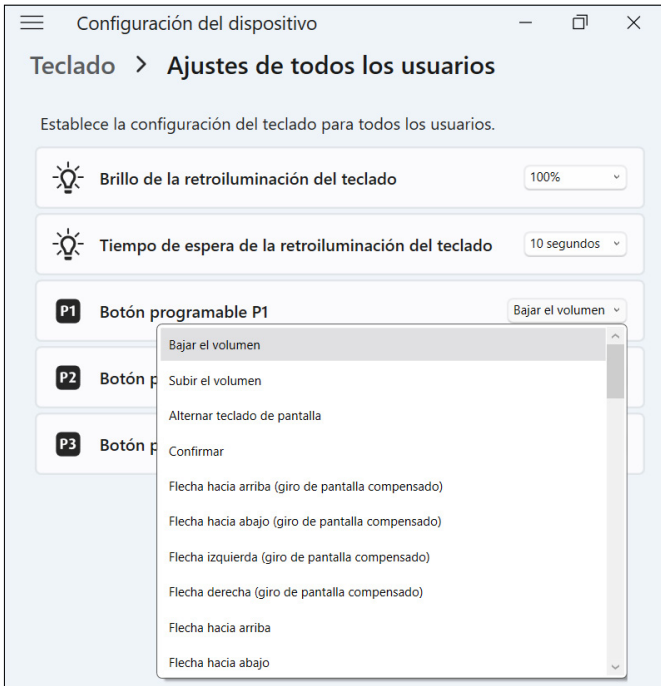 Configuración del dispositivo
Teclado > Ajustes de todos los usuarios
Establece la configuración del teclado para todos los usuarios.
Brillo de la retroiluminación del teclado 100%
Tiempo de espera de la retroiluminación del teclado 10 segundos
P1 Botón programable P1 Bajar el volumen
Bajar el volumen
P2 Botón p
Subir el volumen
Alternar teclado de pantalla
P3 Botón p
Confirmar
Flecha hacia arriba (giro de pantalla compensado)
Flecha hacia abajo (giro de pantalla compensado)
Flecha izquierda (giro de pantalla compensado)
Flecha derecha (giro de pantalla compensado)
Flecha hacia arriba
Flecha hacia abajo